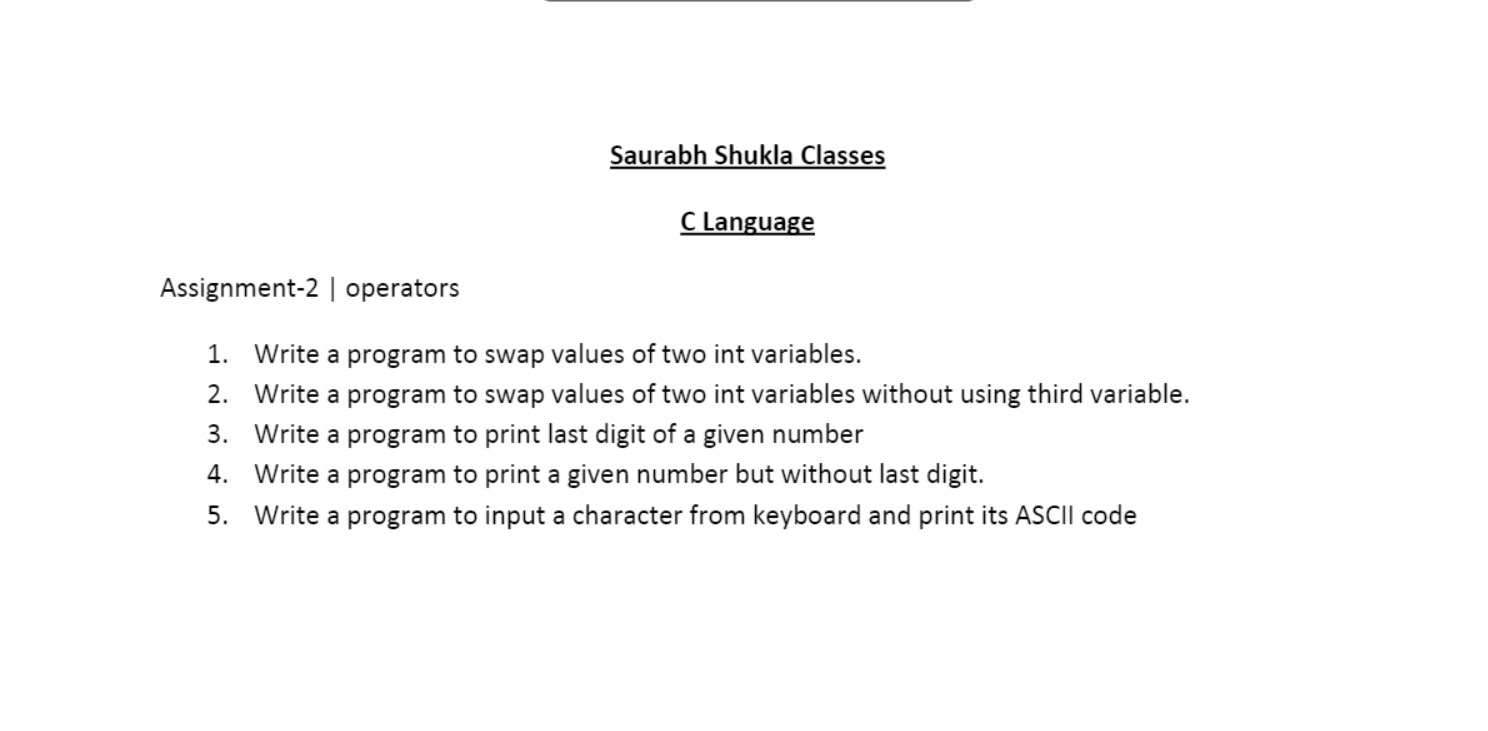 Saurabh Shukla Classes
C Language
Assignment-2 | operators
1. Write a program to swap values of two int variables.
2. Write a program to swap values of two int variables without using third variable.
3. Write a program to print last digit of a given number
4. Write a program to print a given number but without last digit.
5. Write a program to input a character from keyboard and print its ASCII code